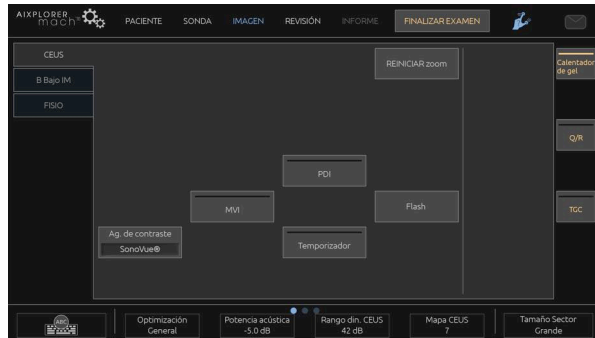 AIXPLORER
mach
PACIENTE
SONDA
IMAGEN
REVISIÓN
INFORME
FINALIZAR EXAMEN
CEUS
B Bajo IM
FISIO
REINICIAR zoom
Calentador
de gel
Q/R
PDI
MVI
Flash
TGC
Ag. de contraste
SonoVue®
Temporizador
ABC
Optimización
General
Potencia acústica
-5.0 dB
Rango din. CEUS
42 dB
Mapa CEUS
7
Tamaño Sector
Grande